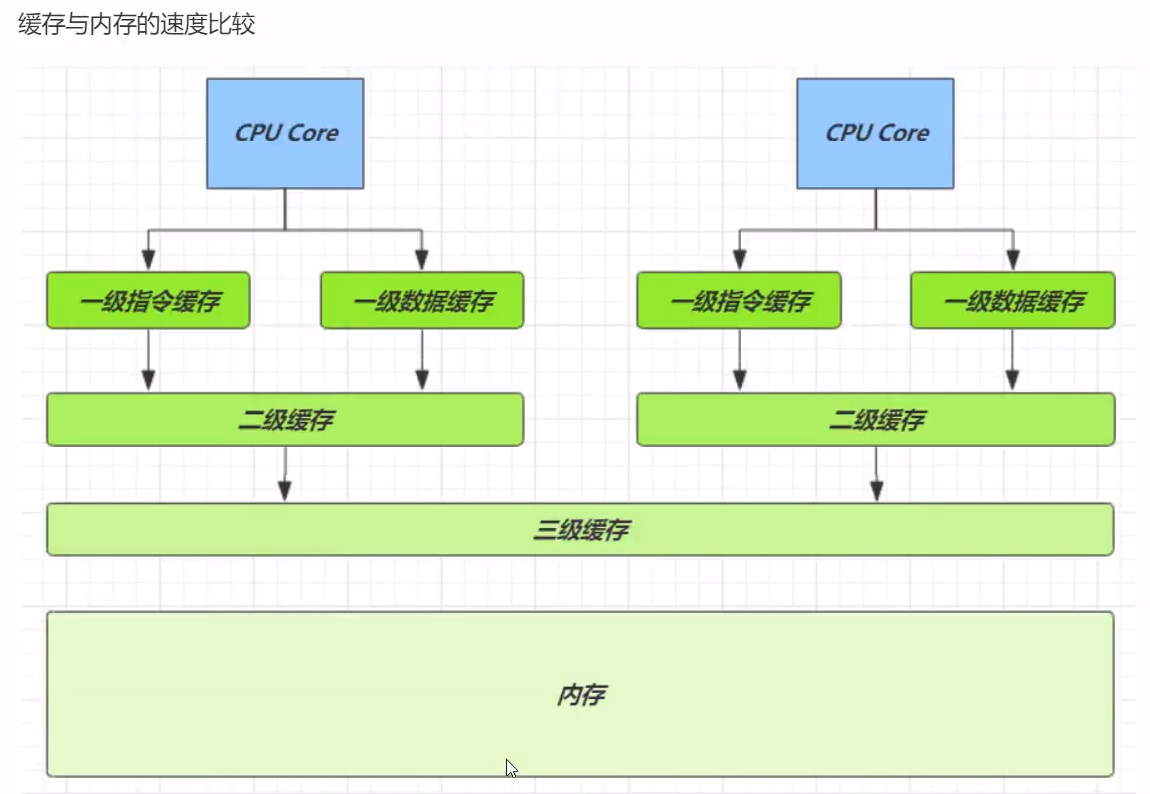 缓存与内存的速度比较
CPU Core
CPU Core
一级指令缓存
一级数据缓存
一级指令缓存
一级数据缓存
二级缓存
二级缓存
三级缓存
内存